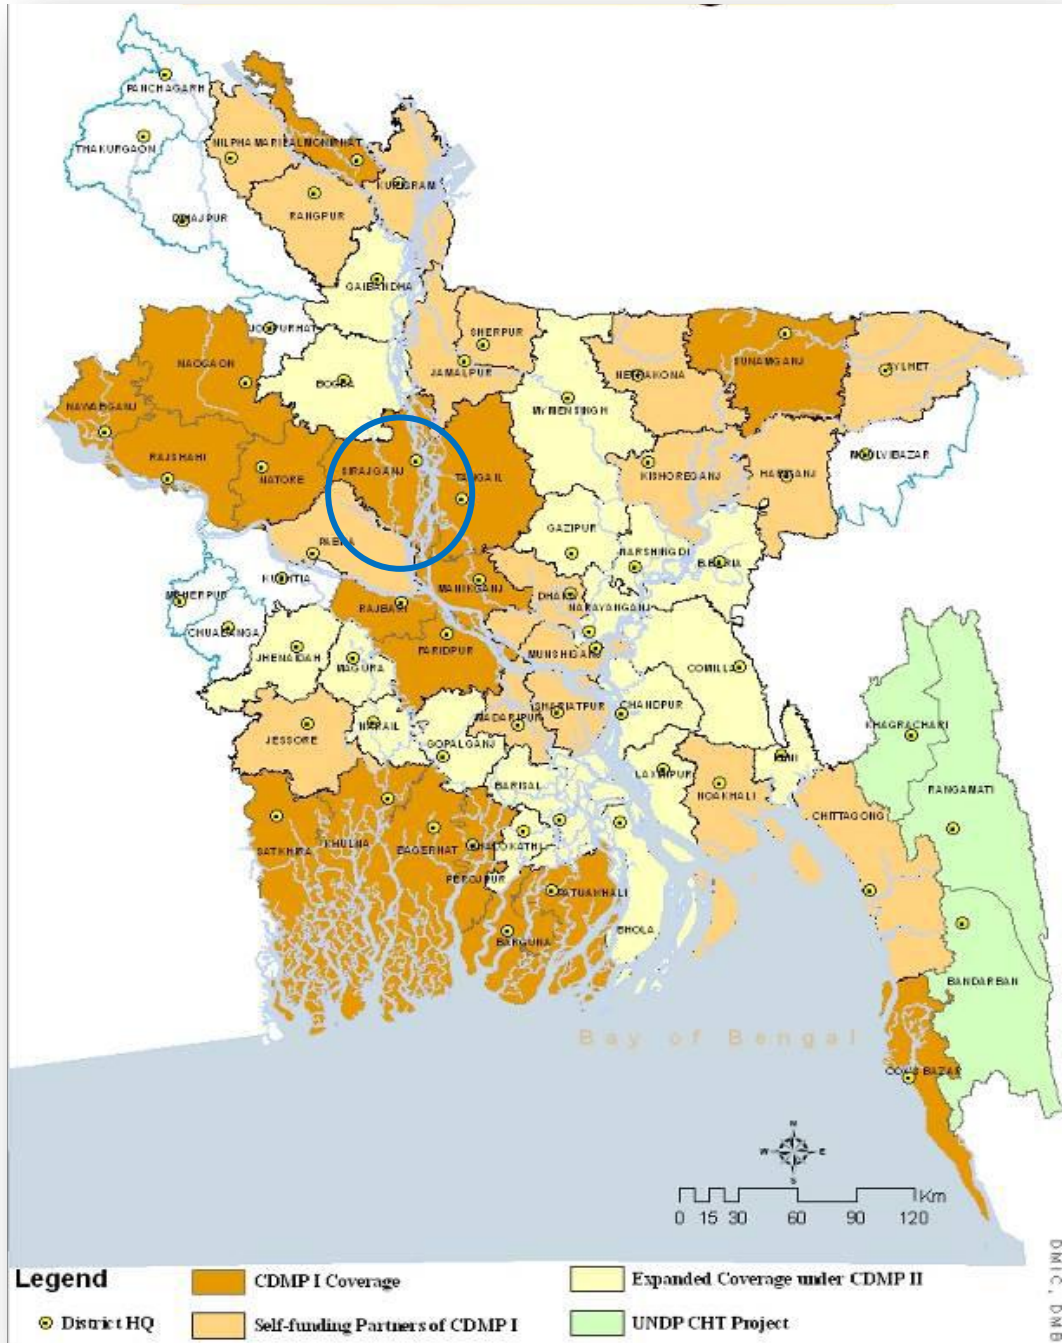 PANCHAGARH
THAKURGAON
NILPHAMARI
LALMONIRHAT
KURIGRAM
DINAJPUR
RANGPUR
GAIBANDHA
JOYPURHAT
SHERPUR
NAOGAON
JAMALPUR
SUNAMGANJ
SYLHET
BOGRA
NETRAKONA
NAWABGANJ
MYMENSINGH
RAJSHAHI
SIRAJGANJ
TANGAIL
MOULVIBAZAR
NATORE
KISHOREGANJ
HABIGANJ
GAZIPUR
PABNA
NARSHINGDI
B.BARIA
KUSHTIA
MANIKGANJ
DHAKA
MEHERPUR
RAJBARI
NARAYANGANJ
CHUADANGA
FARIDPUR
MUNSHIGANJ
JHENAIDAH
MAGURA
COMILLA
SHARIATPUR
CHANDPUR
MADARIPUR
KHAGRACHARI
JESSORE
NARAIL
GOPALGANJ
LAXMIPUR
FENI
BARISAL
NOAKHALI
RANGAMATI
CHITTAGONG
SATKHIRA
KHULNA
BAGERHAT
JHALOKATHI
PEROJPUR
PATUAKHALI
BARGUNA
BHOLA
BANDARBAN
Bay of Bengal
COX'S BAZAR
N
W E
S
Km
0 15 30 60 90 120
Legend
District HQ
CDMP I Coverage
Self-funding Partners of CDMP I
Expanded Coverage under CDMP II
UNDP CHT Project
DMIC, DMB